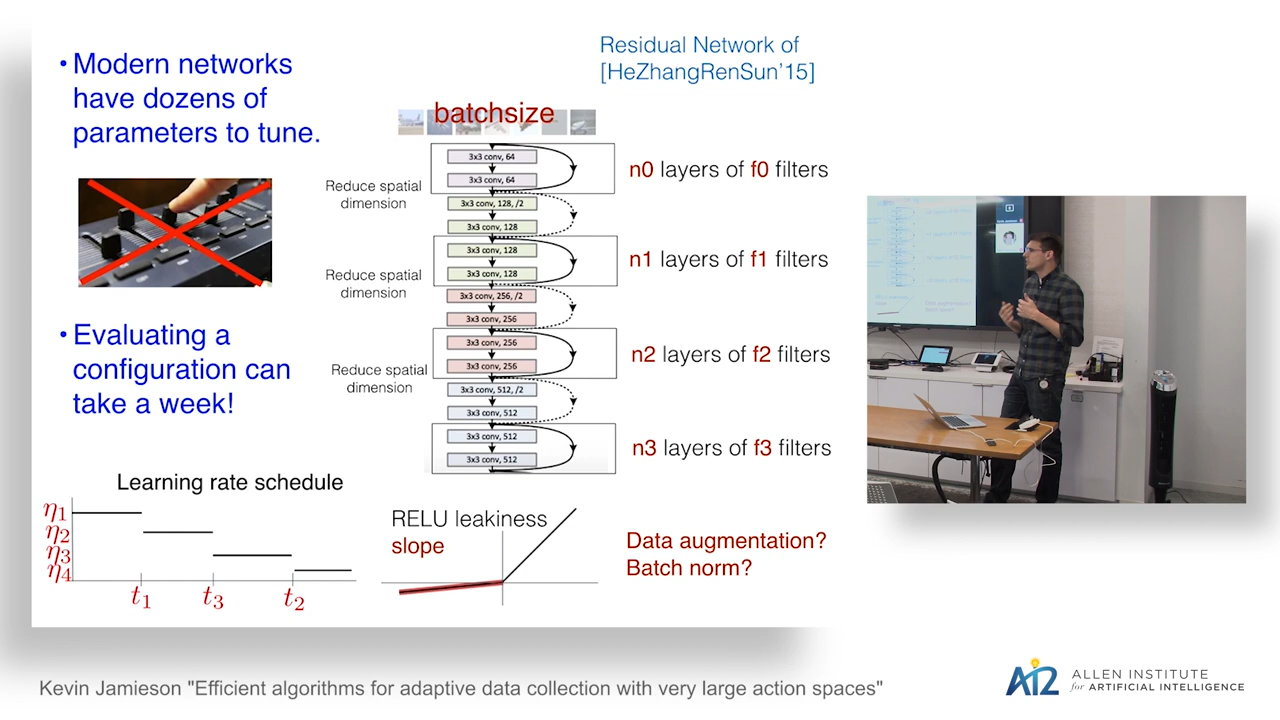 • Modern networks
have dozens of
parameters to tune.
• Evaluating a
configuration can
take a week!
Residual Network of
[HeZhangRenSun'15]
batchsize
3x3 conv, 64
3x3 conv, 64
3x3 conv, 128, /2
3x3 conv, 128
3x3 conv, 128
3x3 conv, 128
3x3 conv, 256, /2
3x3 conv, 256
3x3 conv, 256
3x3 conv, 256
3x3 conv, 512, /2
3x3 conv, 512
3x3 conv, 512
3x3 conv, 512
Reduce spatial
dimension
Reduce spatial
dimension
Reduce spatial
dimension
n0 layers of f0 filters
n1 layers of f1 filters
n2 layers of f2 filters
n3 layers of f3 filters
Learning rate schedule
η1
η2
η3
η4
t1 t3 t2
RELU leakiness
slope
Data augmentation?
Batch norm?
Kevin Jamieson "Efficient algorithms for adaptive data collection with very large action spaces"
AI2
ALLEN INSTITUTE
for ARTIFICIAL INTELLIGENCE